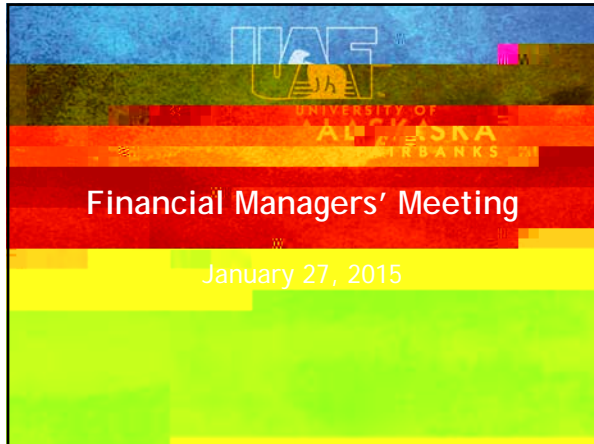 UAF
UNIVERSITY OF
ALASKA
FAIRBANKS
Financial Managers' Meeting
January 27, 2015